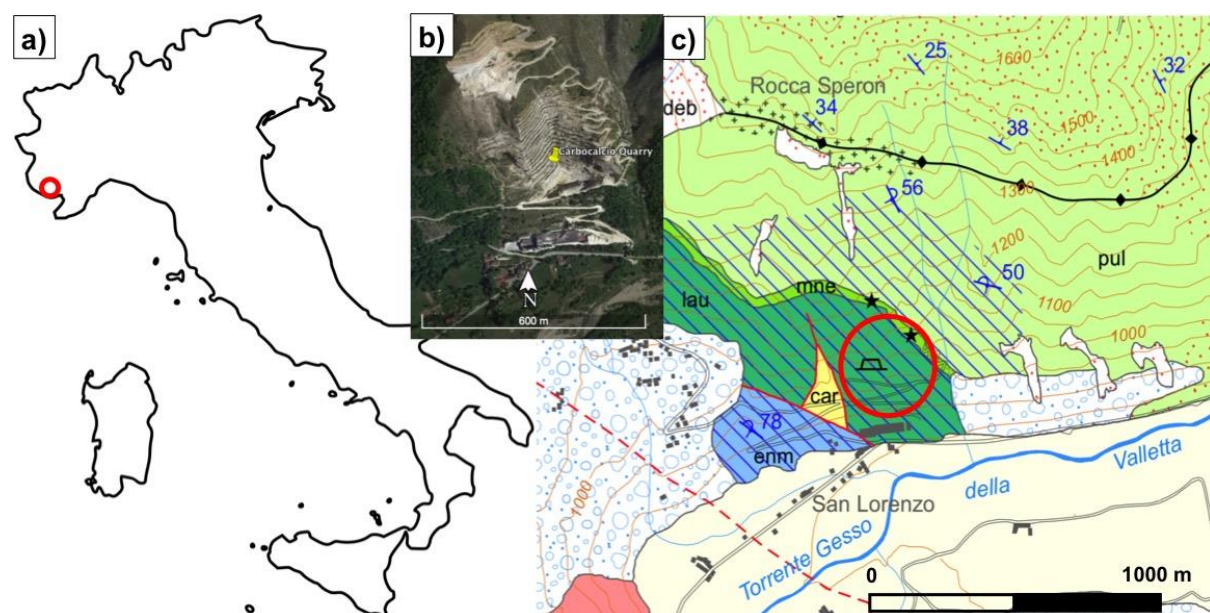 a)
b)
Carbocalcio Quarry
N
600 m
c)
deb
Rocca Speron
34
25
38
32
1600
1500
1400
1300
56
1200
50
pul
1100
1000
mne
lau
car
78
enm
1000
San Lorenzo
Torrente Gesso
della
Valletta
0
1000 m